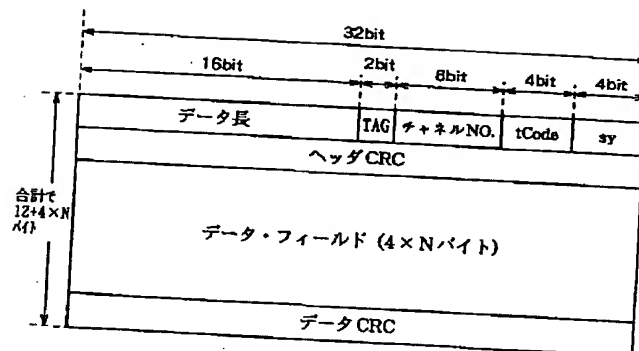 32bit
16bit
2bit
8bit
4bit
4bit
データ長
TAG
チャネルNO.
tCode
sy
ヘッダCRC
合計で
12+4×N
バイト
データ・フィールド (4×Nバイト)
データCRC